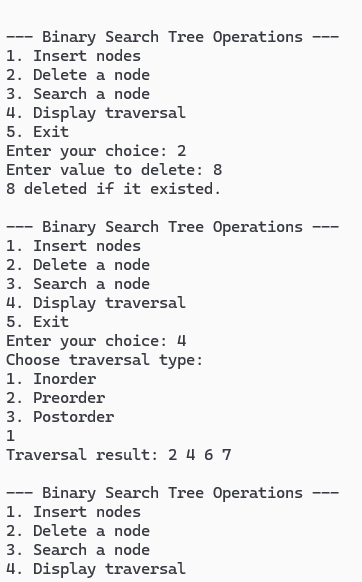 --- Binary Search Tree Operations ---
1. Insert nodes
2. Delete a node
3. Search a node
4. Display traversal
5. Exit
Enter your choice: 2
Enter value to delete: 8
8 deleted if it existed.
--- Binary Search Tree Operations ---
1. Insert nodes
2. Delete a node
3. Search a node
4. Display traversal
5. Exit
Enter your choice: 4
Choose traversal type:
1. Inorder
2. Preorder
3. Postorder
1
Traversal result: 2 4 6 7
--- Binary Search Tree Operations ---
1. Insert nodes
2. Delete a node
3. Search a node
4. Display traversal